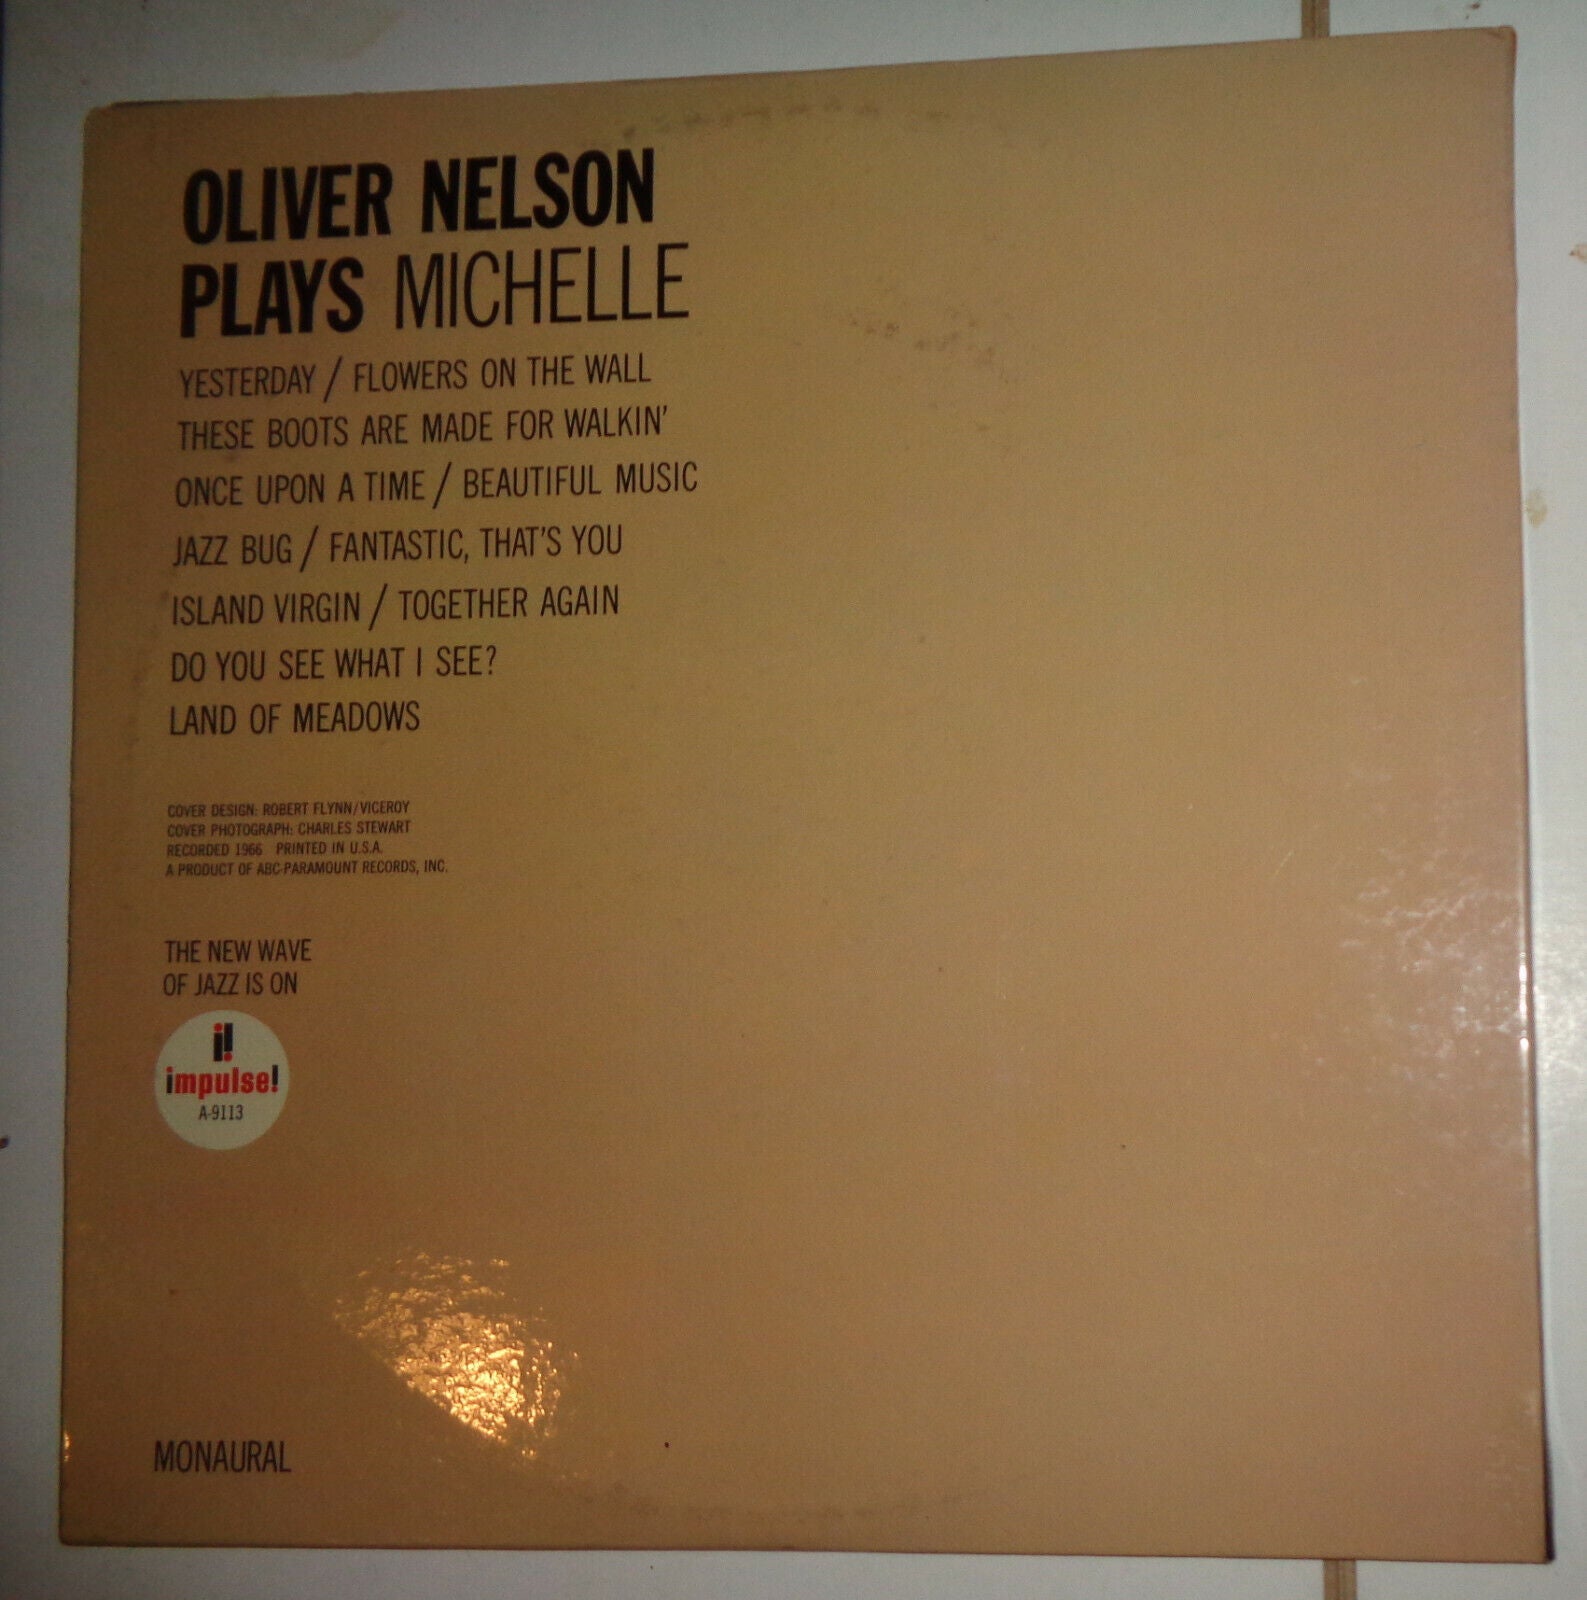 OLIVER NELSON
PLAYS MICHELLE
YESTERDAY / FLOWERS ON THE WALL
THESE BOOTS ARE MADE FOR WALKIN'
ONCE UPON A TIME / BEAUTIFUL MUSIC
JAZZ BUG / FANTASTIC, THAT'S YOU
ISLAND VIRGIN / TOGETHER AGAIN
DO YOU SEE WHAT I SEE?
LAND OF MEADOWS
COVER DESIGN: ROBERT FLYNN/VICEROY
COVER PHOTOGRAPH: CHARLES STEWART
RECORDED 1966 PRINTED IN U.S.A.
A PRODUCT OF ABC-PARAMOUNT RECORDS, INC.
THE NEW WAVE
OF JAZZ IS ON
i!
impulse!
A-9113
MONAURAL